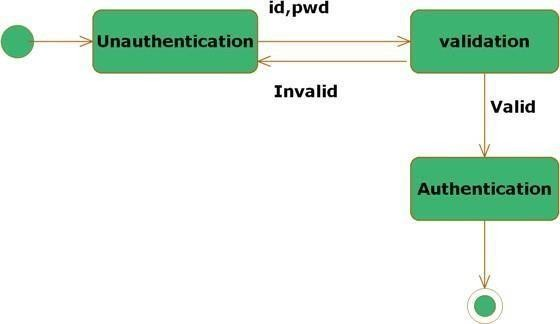 id,pwd
Unauthentication
validation
Invalid
Valid
Authentication